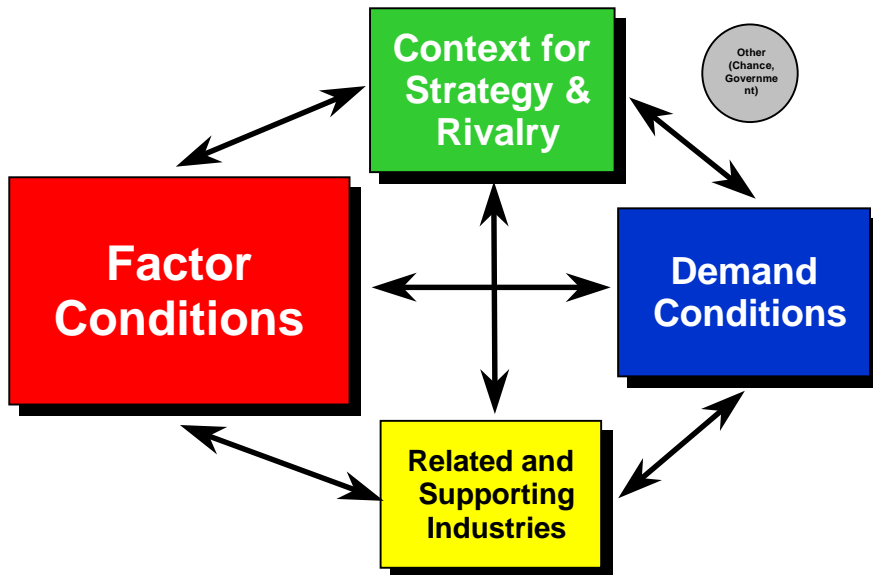 Context for
Strategy &
Rivalry
Other
(Chance,
Governme
nt)
Factor
Conditions
Demand
Conditions
Related and
Supporting
Industries